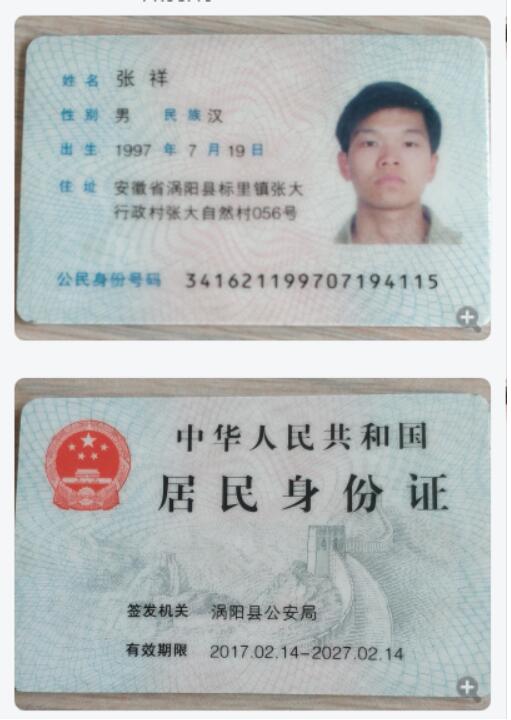 姓名 张祥
性别 男 民族 汉
出生 1997 年 7 月 19 日
住址 安徽省涡阳县标里镇张大
行政村张大自然村056号
公民身份号码 341621199707194115
中华人民共和国
居民身份证
签发机关 涡阳县公安局
有效期限 2017.02.14-2027.02.14